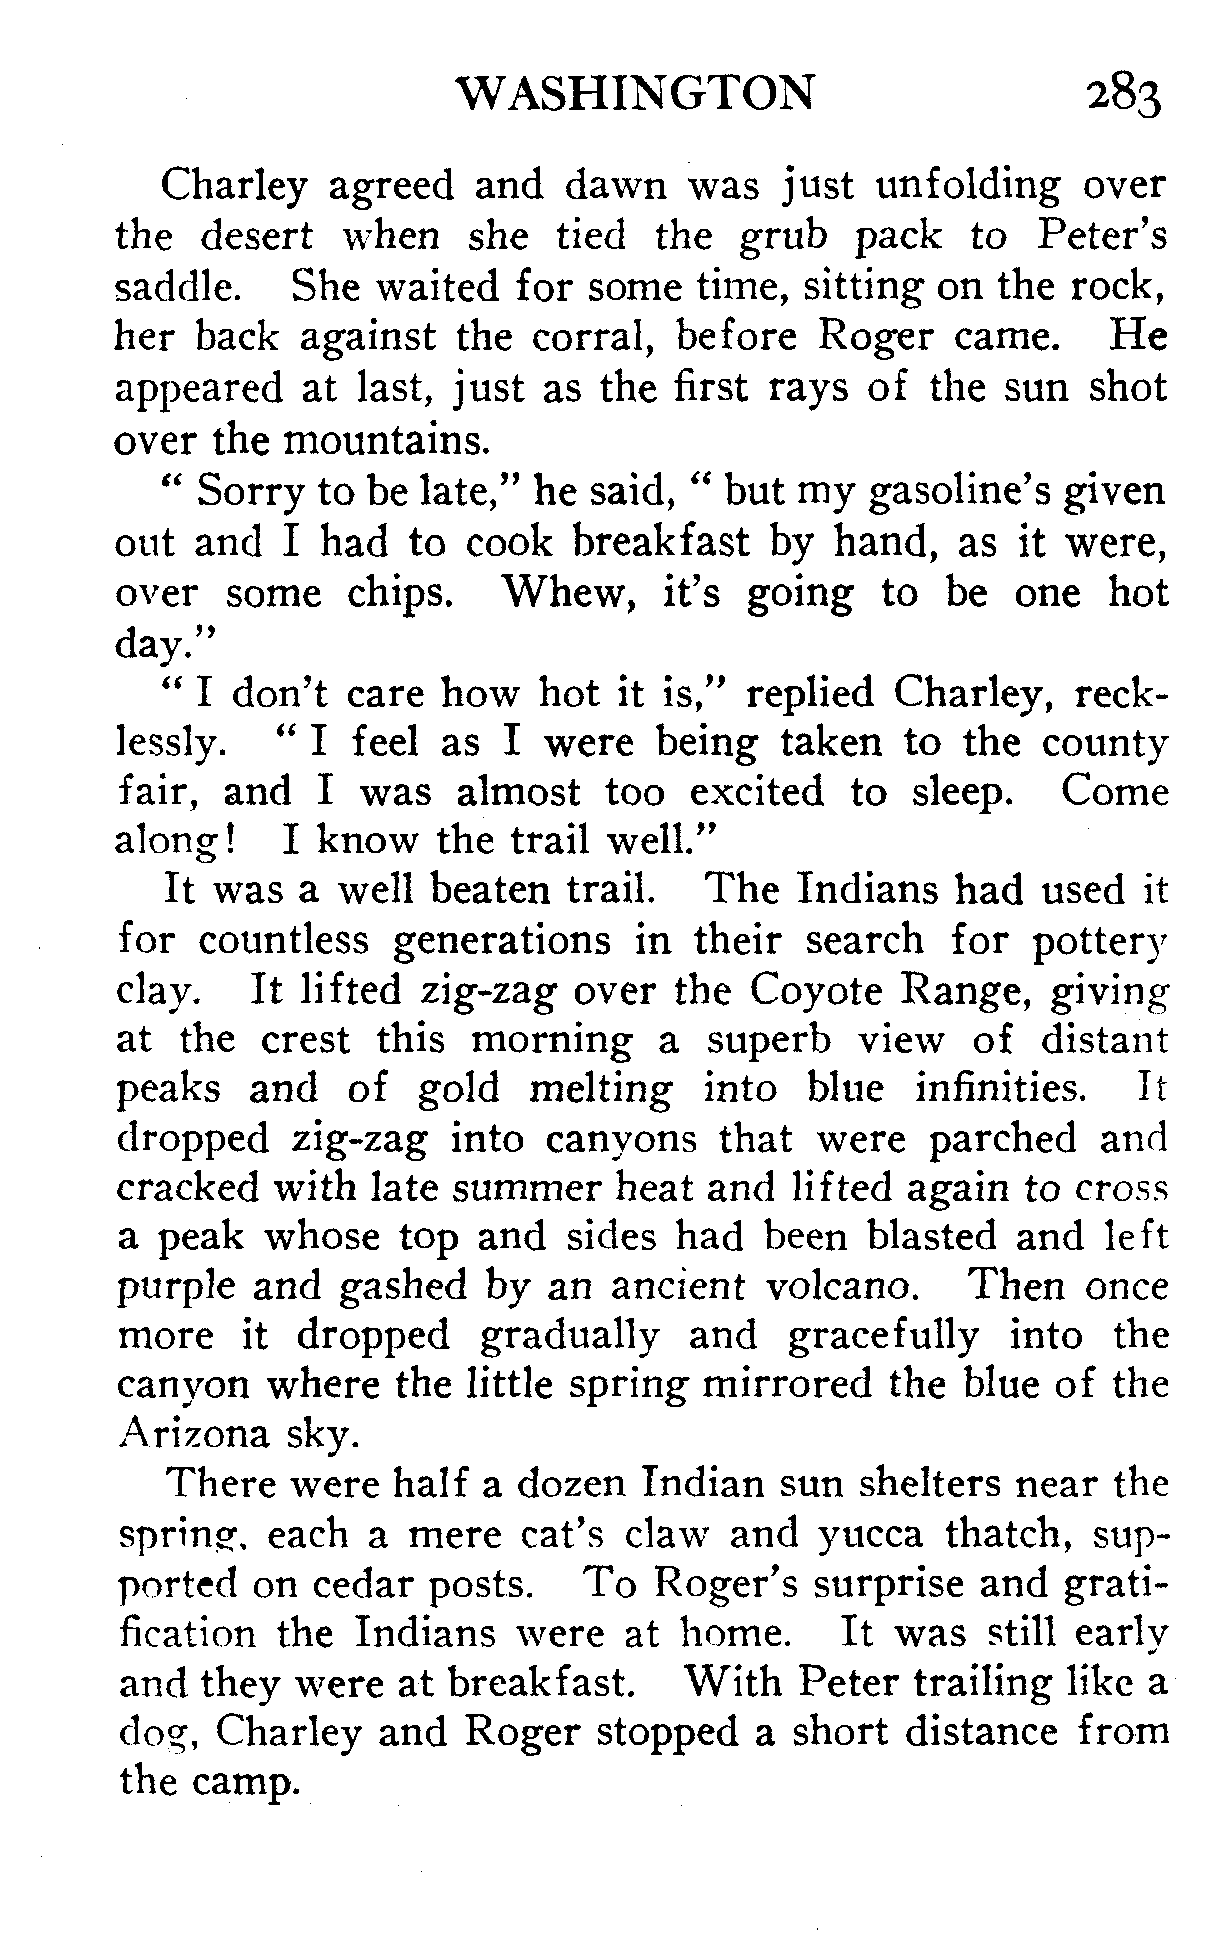 WASHINGTON 283
Charley agreed and dawn was just unfolding over
the desert when she tied the grub pack to Peter's
saddle. She waited for some time, sitting on the rock,
her back against the corral, before Roger came. He
appeared at last, just as the first rays of the sun shot
over the mountains.
" Sorry to be late," he said, " but my gasoline's given
out and I had to cook breakfast by hand, as it were,
over some chips. Whew, it's going to be one hot
day."
" I don't care how hot it is," replied Charley, reck-
lessly. " I feel as I were being taken to the county
fair, and I was almost too excited to sleep. Come
along! I know the trail well."
It was a well beaten trail. The Indians had used it
for countless generations in their search for pottery
clay. It lifted zig-zag over the Coyote Range, giving
at the crest this morning a superb view of distant
peaks and of gold melting into blue infinities. It
dropped zig-zag into canyons that were parched and
cracked with late summer heat and lifted again to cross
a peak whose top and sides had been blasted and left
purple and gashed by an ancient volcano. Then once
more it dropped gradually and gracefully into the
canyon where the little spring mirrored the blue of the
Arizona sky.
There were half a dozen Indian sun shelters near the
spring, each a mere cat's claw and yucca thatch, sup-
ported on cedar posts. To Roger's surprise and grati-
fication the Indians were at home. It was still early
and they were at breakfast. With Peter trailing like a
dog, Charley and Roger stopped a short distance from
the camp.